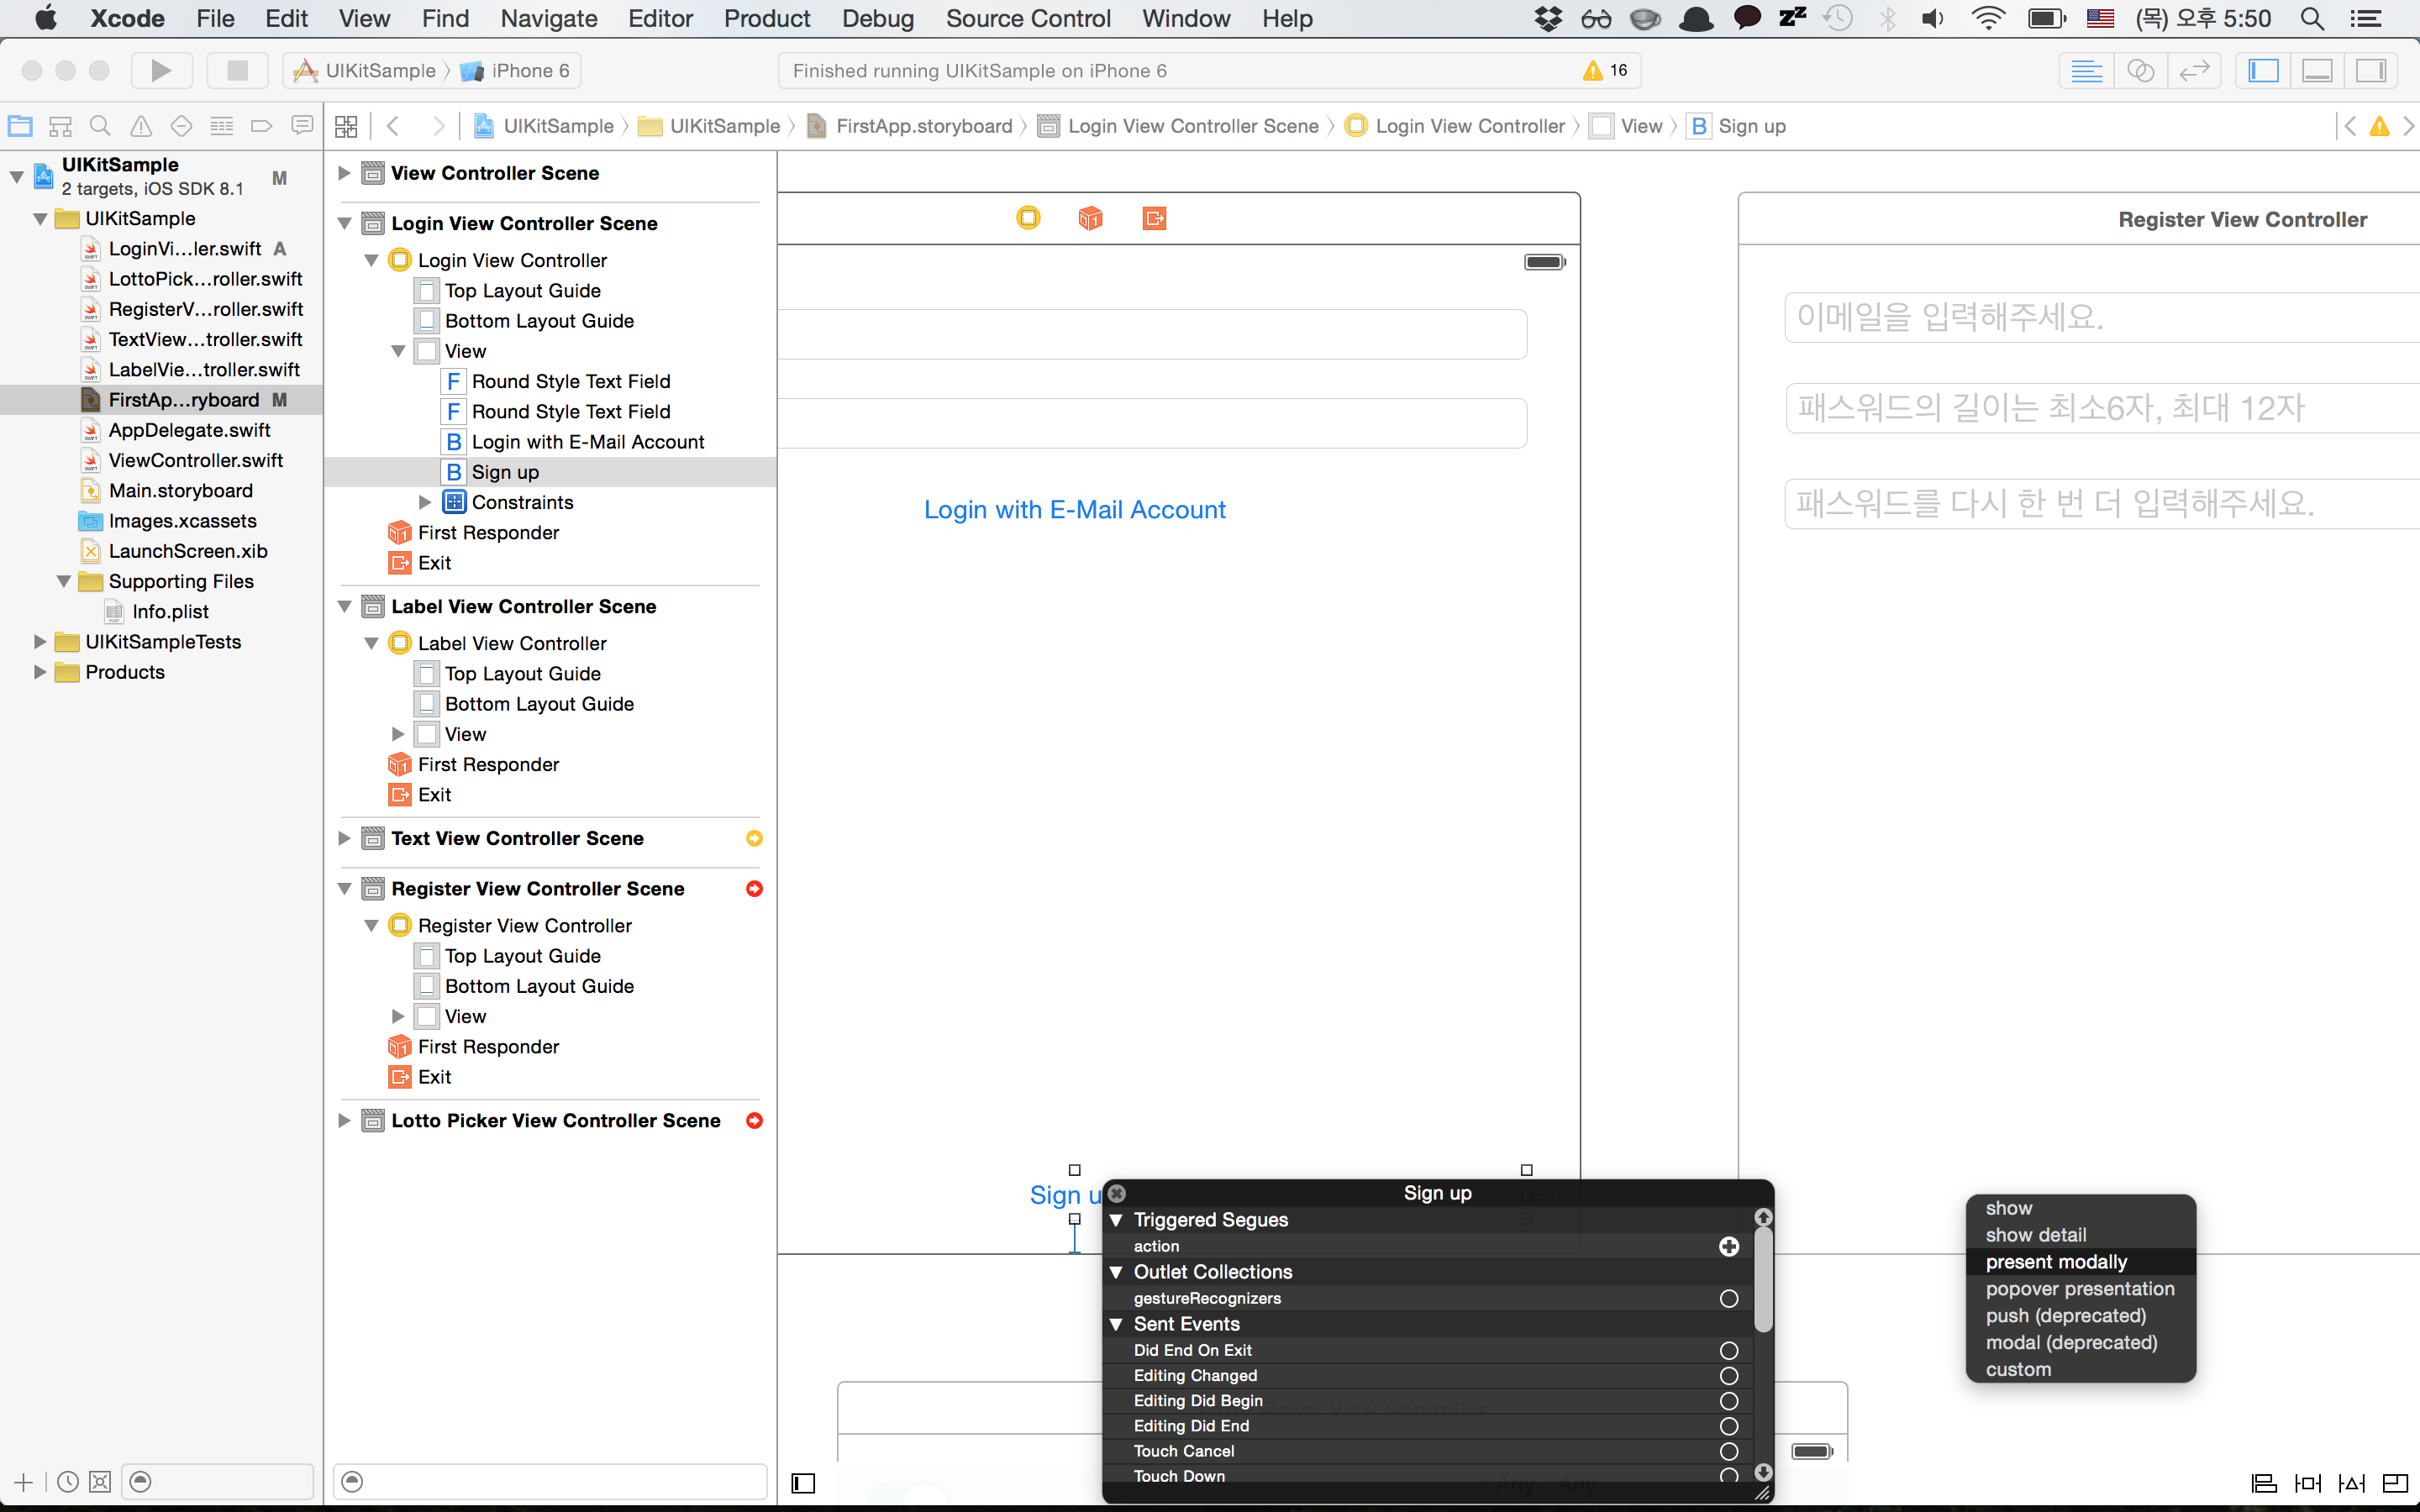 Xcode File Edit View Find Navigate Editor Product Debug Source Control Window Help (목) 오후 5:50
UIKitSample iPhone 6 Finished running UIKitSample on iPhone 6 16
UIKitSample UIKitSample FirstApp.storyboard Login View Controller Scene Login View Controller View B Sign up
UIKitSample
2 targets, iOS SDK 8.1 M
UIKitSample
LoginVi...ler.swift A
LottoPick...roller.swift
RegisterV...roller.swift
TextView...troller.swift
LabelVie...troller.swift
FirstAp...ryboard M
AppDelegate.swift
ViewController.swift
Main.storyboard
Images.xcassets
LaunchScreen.xib
Supporting Files
Info.plist
UIKitSampleTests
Products
View Controller Scene
Login View Controller Scene
Login View Controller
Top Layout Guide
Bottom Layout Guide
View
F Round Style Text Field
F Round Style Text Field
B Login with E-Mail Account
B Sign up
Constraints
First Responder
Exit
Label View Controller Scene
Label View Controller
Top Layout Guide
Bottom Layout Guide
View
First Responder
Exit
Text View Controller Scene
Register View Controller Scene
Register View Controller
Top Layout Guide
Bottom Layout Guide
View
First Responder
Exit
Lotto Picker View Controller Scene
Login with E-Mail Account
Sign u
Register View Controller
이메일을 입력해주세요.
패스워드의 길이는 최소6자, 최대 12자
패스워드를 다시 한 번 더 입력해주세요.
Sign up
Triggered Segues
action
Outlet Collections
gestureRecognizers
Sent Events
Did End On Exit
Editing Changed
Editing Did Begin
Editing Did End
Touch Cancel
Touch Down
show
show detail
present modally
popover presentation
push (deprecated)
modal (deprecated)
custom